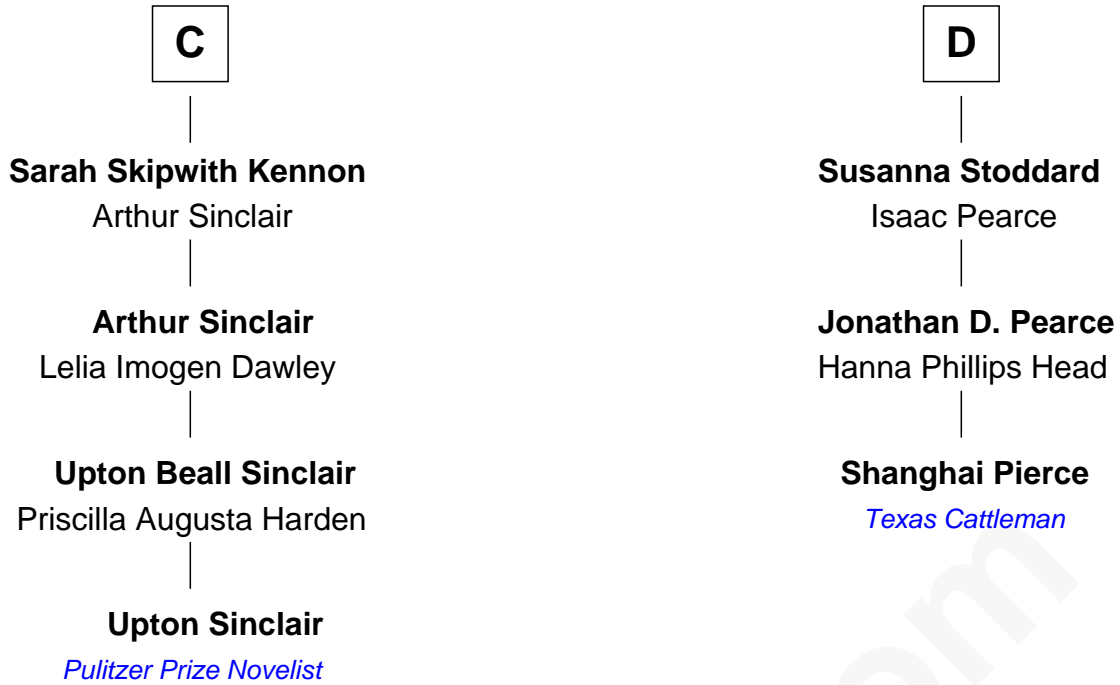 C
Sarah Skipwith Kennon
Arthur Sinclair
Arthur Sinclair
Lelia Imogen Dawley
Upton Beall Sinclair
Priscilla Augusta Harden
Upton Sinclair
Pulitzer Prize Novelist
D
Susanna Stoddard
Isaac Pearce
Jonathan D. Pearce
Hanna Phillips Head
Shanghai Pierce
Texas Cattleman
om